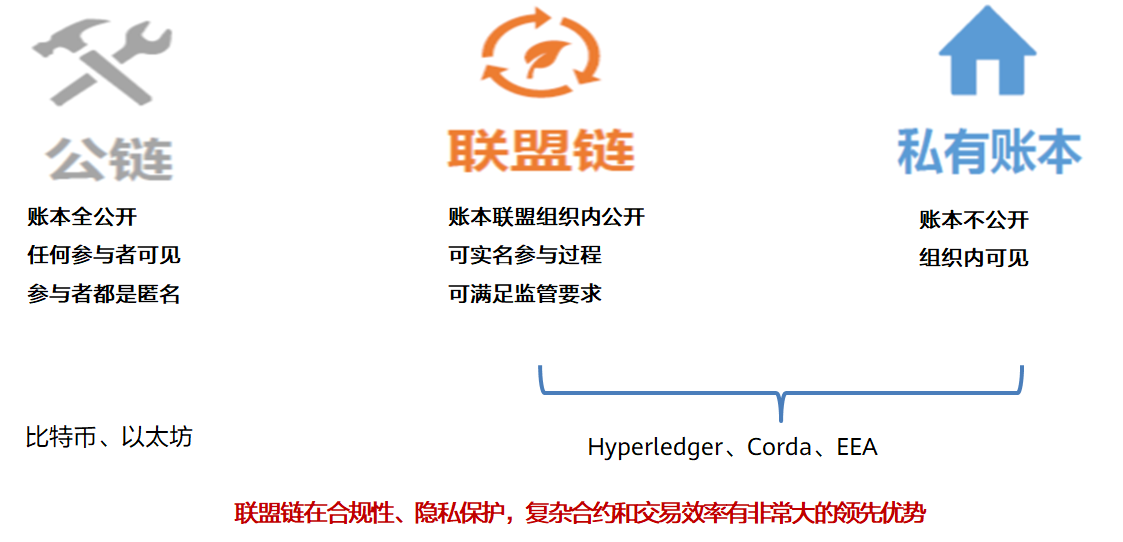 公链
账本全公开
任何参与者可见
参与者都是匿名
联盟链
账本联盟组织内公开
可实名参与过程
可满足监管要求
私有账本
账本不公开
组织内可见
比特币、以太坊
Hyperledger、Corda、EEA
联盟链在合规性、隐私保护，复杂合约和交易效率有非常大的领先优势